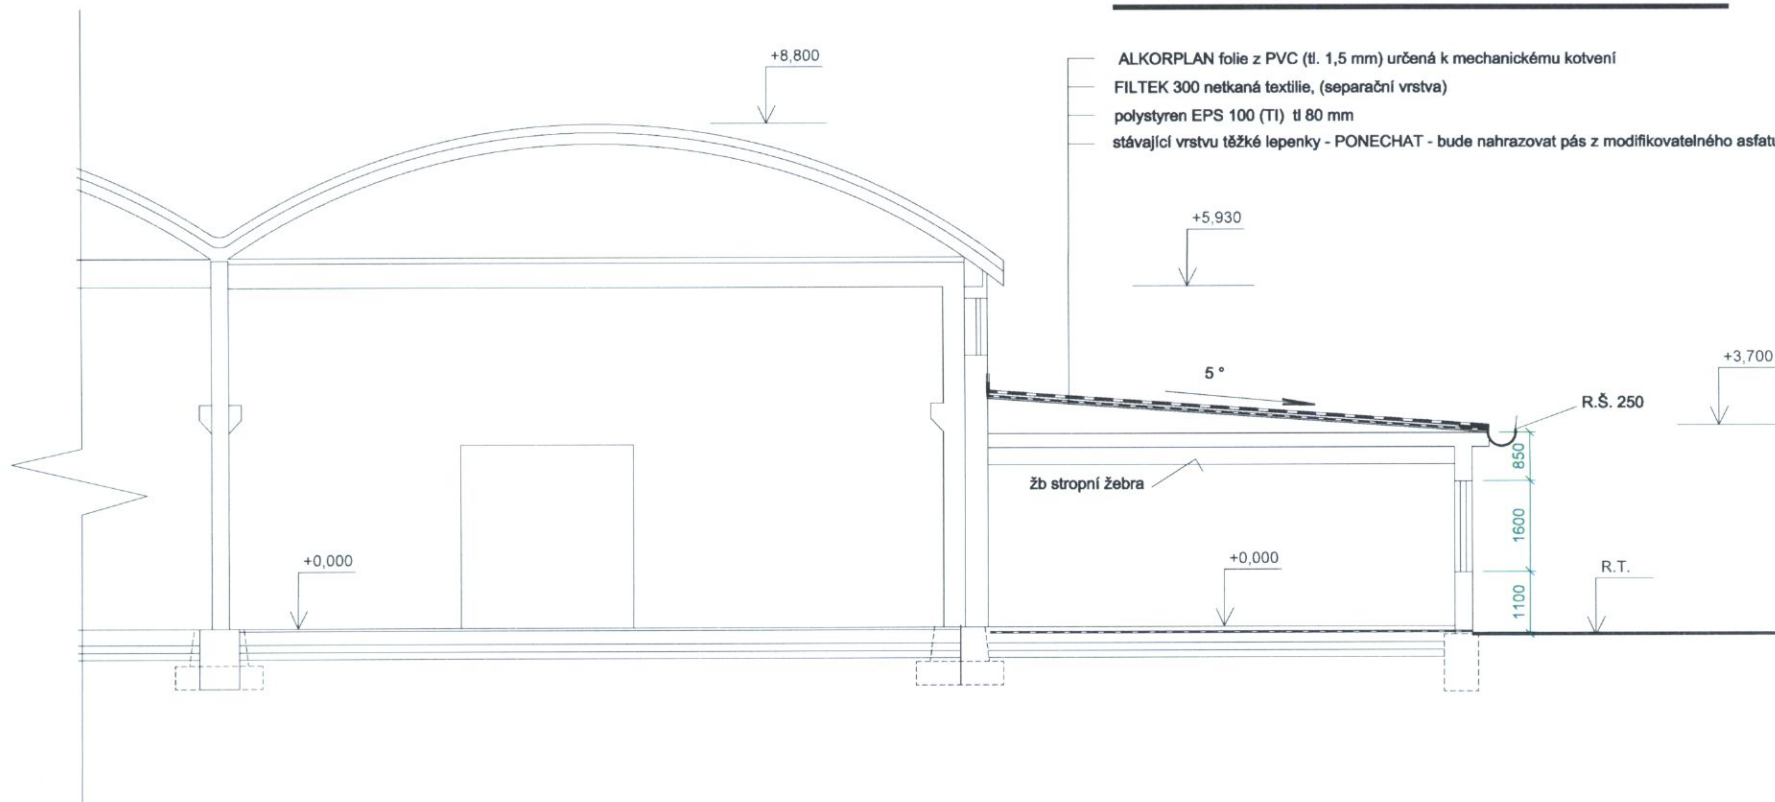 +8,800
ALKORPLAN folie z PVC (tl. 1,5 mm) určená k mechanickému kotvení
FILTEK 300 netkaná textilie, (separační vrstva)
polystyren EPS 100 (TI) tl 80 mm
stávající vrstvu těžké lepenky - PONECHAT - bude nahrazovat pás z modifikovatelného asfatu
+5,930
+3,700
5 °
R.Š. 250
850
žb stropní žebra
1600
+0,000
+0,000
R.T.
1100